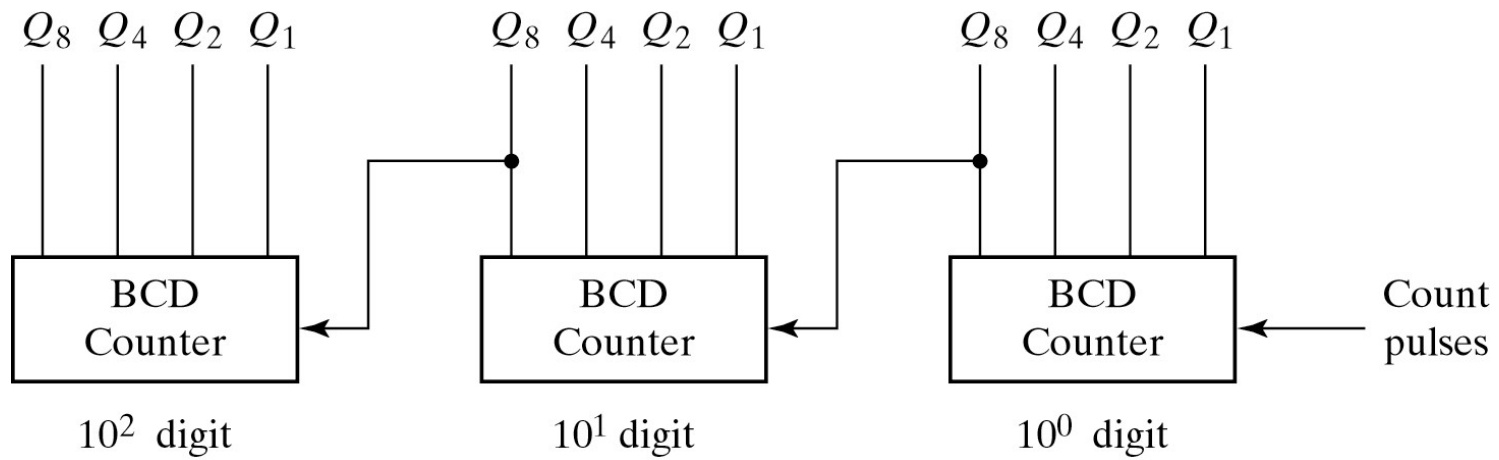 Q₈ Q₄ Q₂ Q₁ Q₈ Q₄ Q₂ Q₁ Q₈ Q₄ Q₂ Q₁
BCD
Counter
BCD
Counter
BCD
Counter
Count
pulses
10² digit
10¹ digit
10⁰ digit